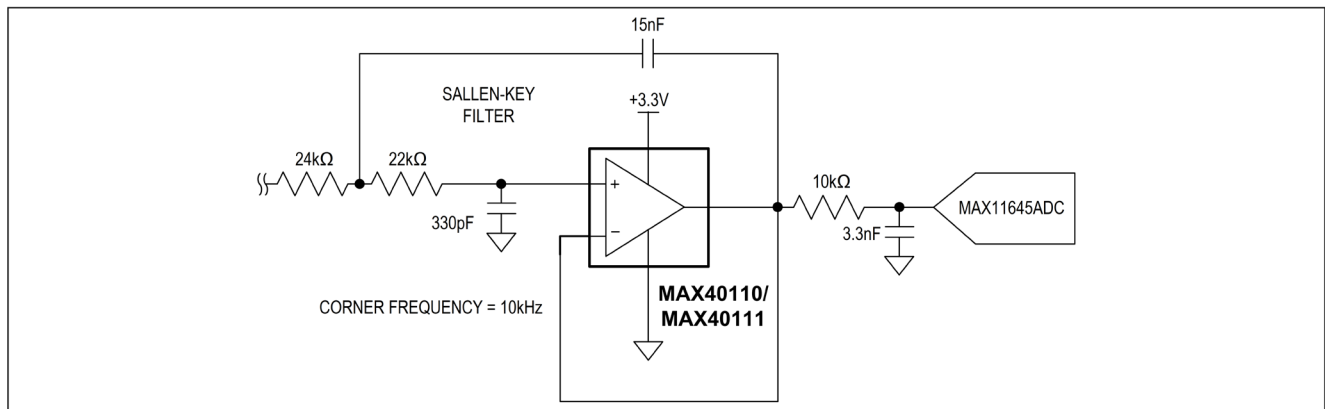 15nF
SALLEN-KEY
FILTER
+3.3V
24kΩ
22kΩ
+
10kΩ
MAX11645ADC
330pF
−
3.3nF
MAX40110/
MAX40111
CORNER FREQUENCY = 10kHz